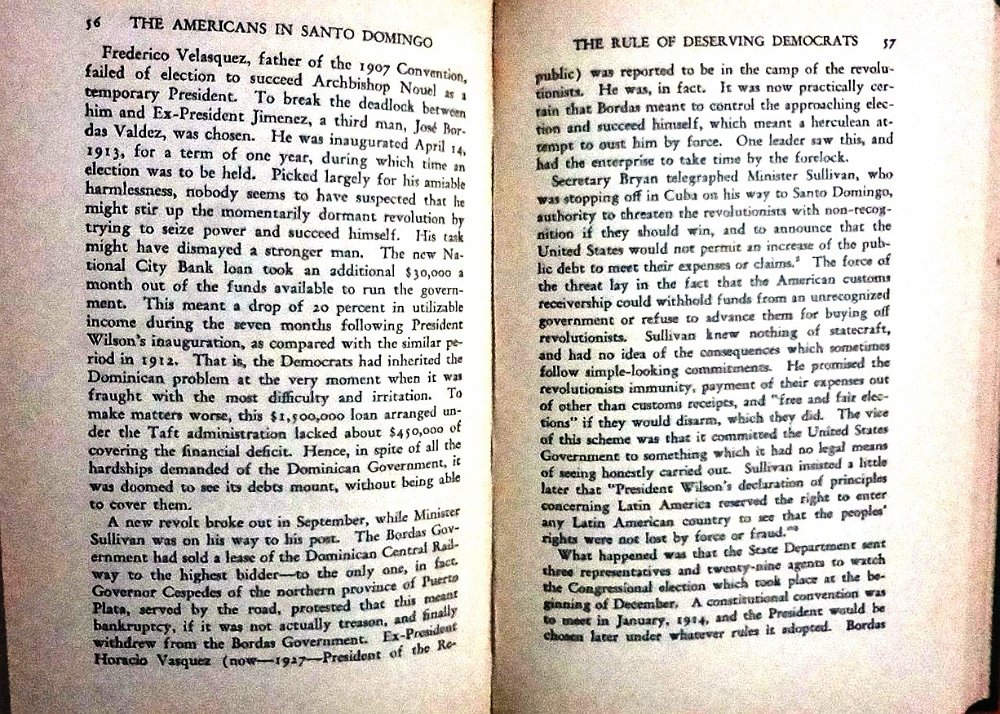 56 THE AMERICANS IN SANTO DOMINGO
Frederico Velasquez, father of the 1907 Convention,
failed of election to succeed Archbishop Nouel as a
temporary President. To break the deadlock between
him and Ex-President Jimenez, a third man, José Bor-
das Valdez, was chosen. He was inaugurated April 14,
1913, for a term of one year, during which time an
election was to be held. Picked largely for his amiable
harmlessness, nobody seems to have suspected that he
might stir up the momentarily dormant revolution by
trying to seize power and succeed himself. His task
might have dismayed a stronger man. The new Na-
tional City Bank loan took an additional $30,000 a
month out of the funds available to run the govern-
ment. This meant a drop of 20 percent in utilizable
income during the seven months following President
Wilson's inauguration, as compared with the similar pe-
riod in 1912. That is, the Democrats had inherited the
Dominican problem at the very moment when it was
fraught with the most difficulty and irritation. To
make matters worse, this $1,500,000 loan arranged un-
der the Taft administration lacked about $450,000 of
covering the financial deficit. Hence, in spite of all the
hardships demanded of the Dominican Government, it
was doomed to see its debts mount, without being able
to cover them.
A new revolt broke out in September, while Minister
Sullivan was on his way to his post. The Bordas Gov-
ernment had sold a lease of the Dominican Central Rail-
way to the highest bidder—to the only one, in fact.
Governor Cespedes of the northern province of Puerto
Plata, served by the road, protested that this meant
bankruptcy, if it was not actually treason, and finally
withdrew from the Bordas Government. Ex-President
Horacio Vasquez (now—1927—President of the Re-
THE RULE OF DESERVING DEMOCRATS 57
public) was reported to be in the camp of the revolu-
tionists. He was, in fact. It was now practically cer-
tain that Bordas meant to control the approaching elec-
tion and succeed himself, which meant a herculean at-
tempt to oust him by force. One leader saw this, and
had the enterprise to take time by the forelock.
Secretary Bryan telegraphed Minister Sullivan, who
was stopping off in Cuba on his way to Santo Domingo,
authority to threaten the revolutionists with non-recog-
nition if they should win, and to announce that the
United States would not permit an increase of the pub-
lic debt to meet their expenses or claims. The force of
the threat lay in the fact that the American customs
receivership could withhold funds from an unrecognized
government or refuse to advance them for buying off
revolutionists. Sullivan knew nothing of statecraft,
and had no idea of the consequences which sometimes
follow simple-looking commitments. He promised the
revolutionists immunity, payment of their expenses out
of other than customs receipts, and "free and fair elec-
tions" if they would disarm, which they did. The vice
of this scheme was that it committed the United States
Government to something which it had no legal means
of seeing honestly carried out. Sullivan insisted a little
later that "President Wilson's declaration of principles
concerning Latin America reserved the right to enter
any Latin American country to see that the peoples'
rights were not lost by force or fraud."
What happened was that the State Department sent
three representatives and twenty-nine agents to watch
the Congressional election which took place at the be-
ginning of December. A constitutional convention was
to meet in January, 1914, and the President would be
chosen later under whatever rules it adopted. Bordas